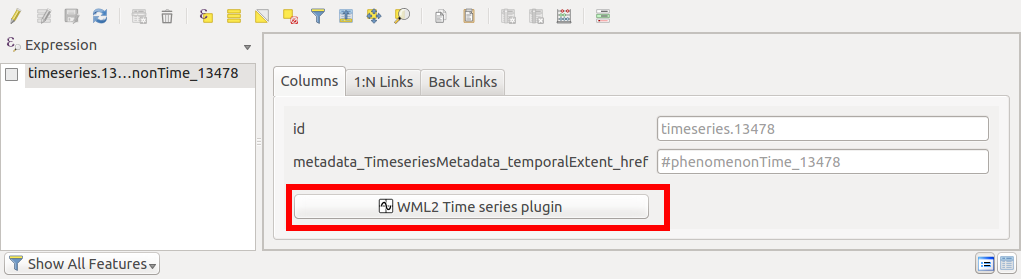 Expression
timeseries.13...nonTime_13478
Columns
1:N Links
Back Links
id
timeseries.13478
metadata_TimeseriesMetadata_temporalExtent_href
#phenomenonTime_13478
WML2 Time series plugin
Show All Features